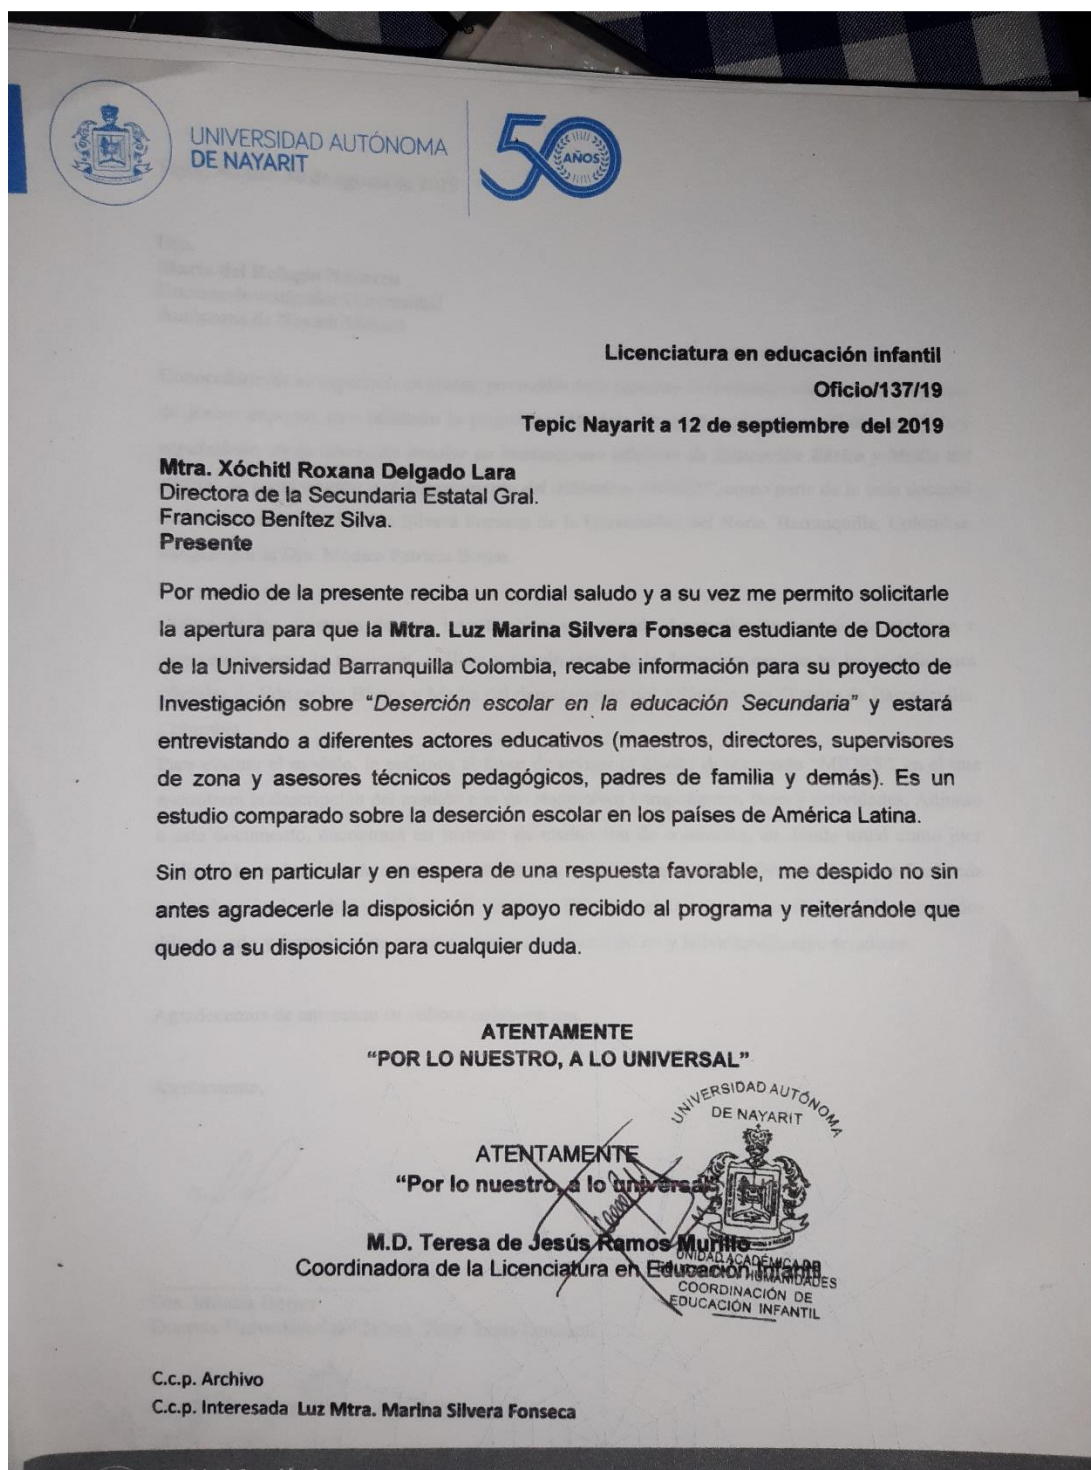 UNIVERSIDAD AUTÓNOMA
DE NAYARIT
50
AÑOS
Licenciatura en educación infantil
Oficio/137/19
Tepic Nayarit a 12 de septiembre del 2019
Mtra. Xóchitl Roxana Delgado Lara
Directora de la Secundaria Estatal Gral.
Francisco Benítez Silva.
Presente
Por medio de la presente reciba un cordial saludo y a su vez me permito solicitarle
la apertura para que la Mtra. Luz Marina Silvera Fonseca estudiante de Doctora
de la Universidad Barranquilla Colombia, recabe información para su proyecto de
Investigación sobre “Deserción escolar en la educación Secundaria” y estará
entrevistando a diferentes actores educativos (maestros, directores, supervisores
de zona y asesores técnicos pedagógicos, padres de familia y demás). Es un
estudio comparado sobre la deserción escolar en los países de América Latina.
Sin otro en particular y en espera de una respuesta favorable, me despido no sin
antes agradecerle la disposición y apoyo recibido al programa y reiterándole que
quedo a su disposición para cualquier duda.
ATENTAMENTE
“POR LO NUESTRO, A LO UNIVERSAL”
UNIVERSIDAD AUTÓNOMA
DE NAYARIT
ATENTAMENTE
“Por lo nuestro, a lo universal”
M.D. Teresa de Jesús Ramos Murillo
Coordinadora de la Licenciatura en Educación Infantil
UNIDAD ACADÉMICA DE
HUMANIDADES
COORDINACIÓN DE
EDUCACIÓN INFANTIL
C.c.p. Archivo
C.c.p. Interesada Luz Mtra. Marina Silvera Fonseca